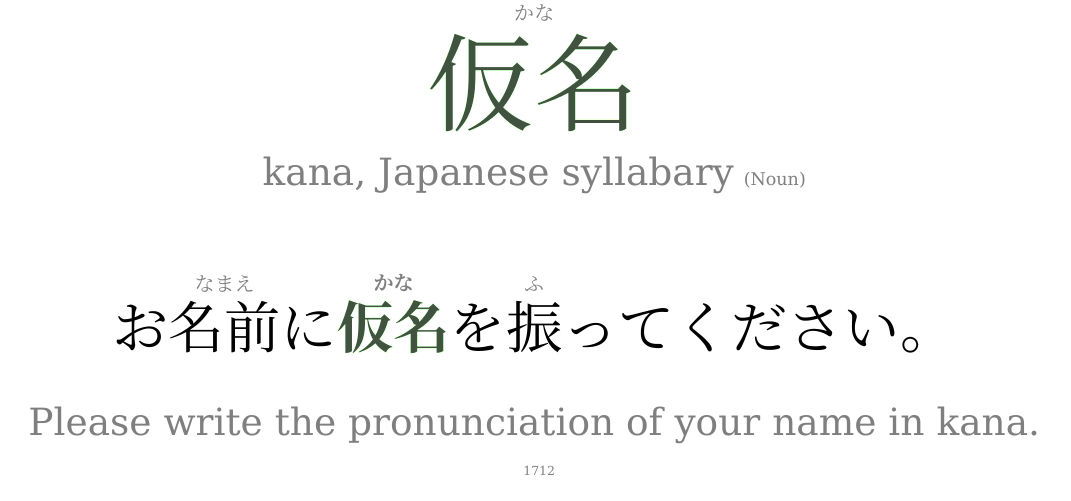 かな
仮名
kana, Japanese syllabary (Noun)
なまえ かな ふ
お名前に仮名を振ってください。
Please write the pronunciation of your name in kana.
1712